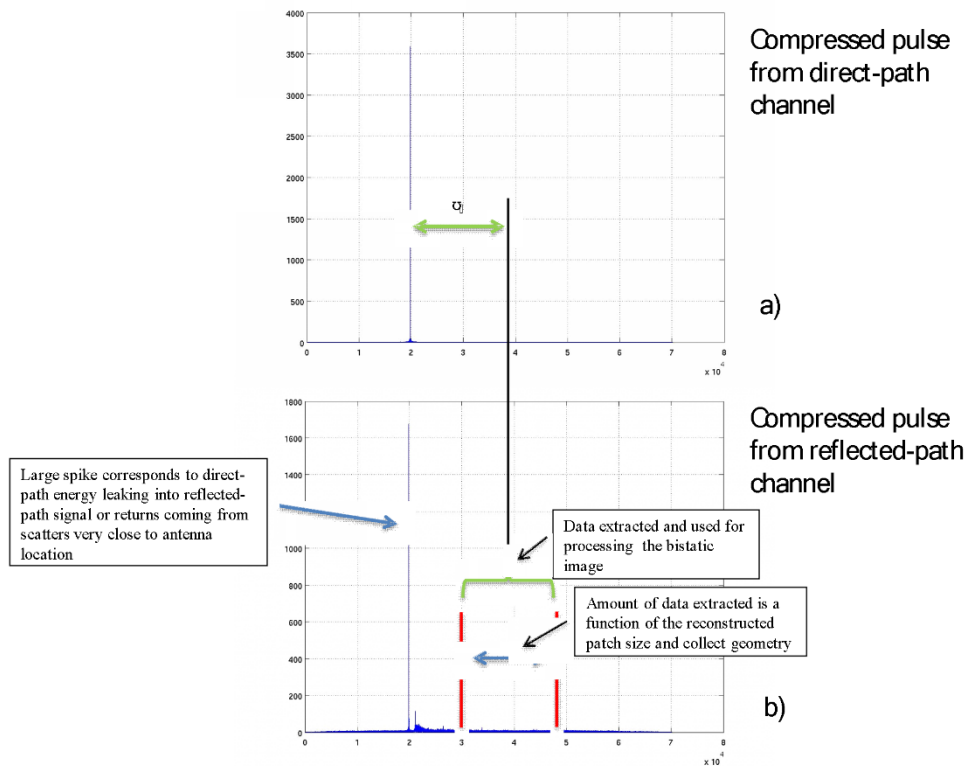 4000
3500
3000
2500
2000
1500
1000
500
0
0 1 2 3 4 5 6 7 8
x 10⁴
Compressed pulse
from direct-path
channel
a)
1800
1600
1400
1200
1000
800
600
400
200
0
0 1 2 3 4 5 6 7 8
x 10⁴
Compressed pulse
from reflected-path
channel
b)
Large spike corresponds to direct-
path energy leaking into reflected-
path signal or returns coming from
scatters very close to antenna
location
Data extracted and used for
processing the bistatic
image
Amount of data extracted is a
function of the reconstructed
patch size and collect geometry